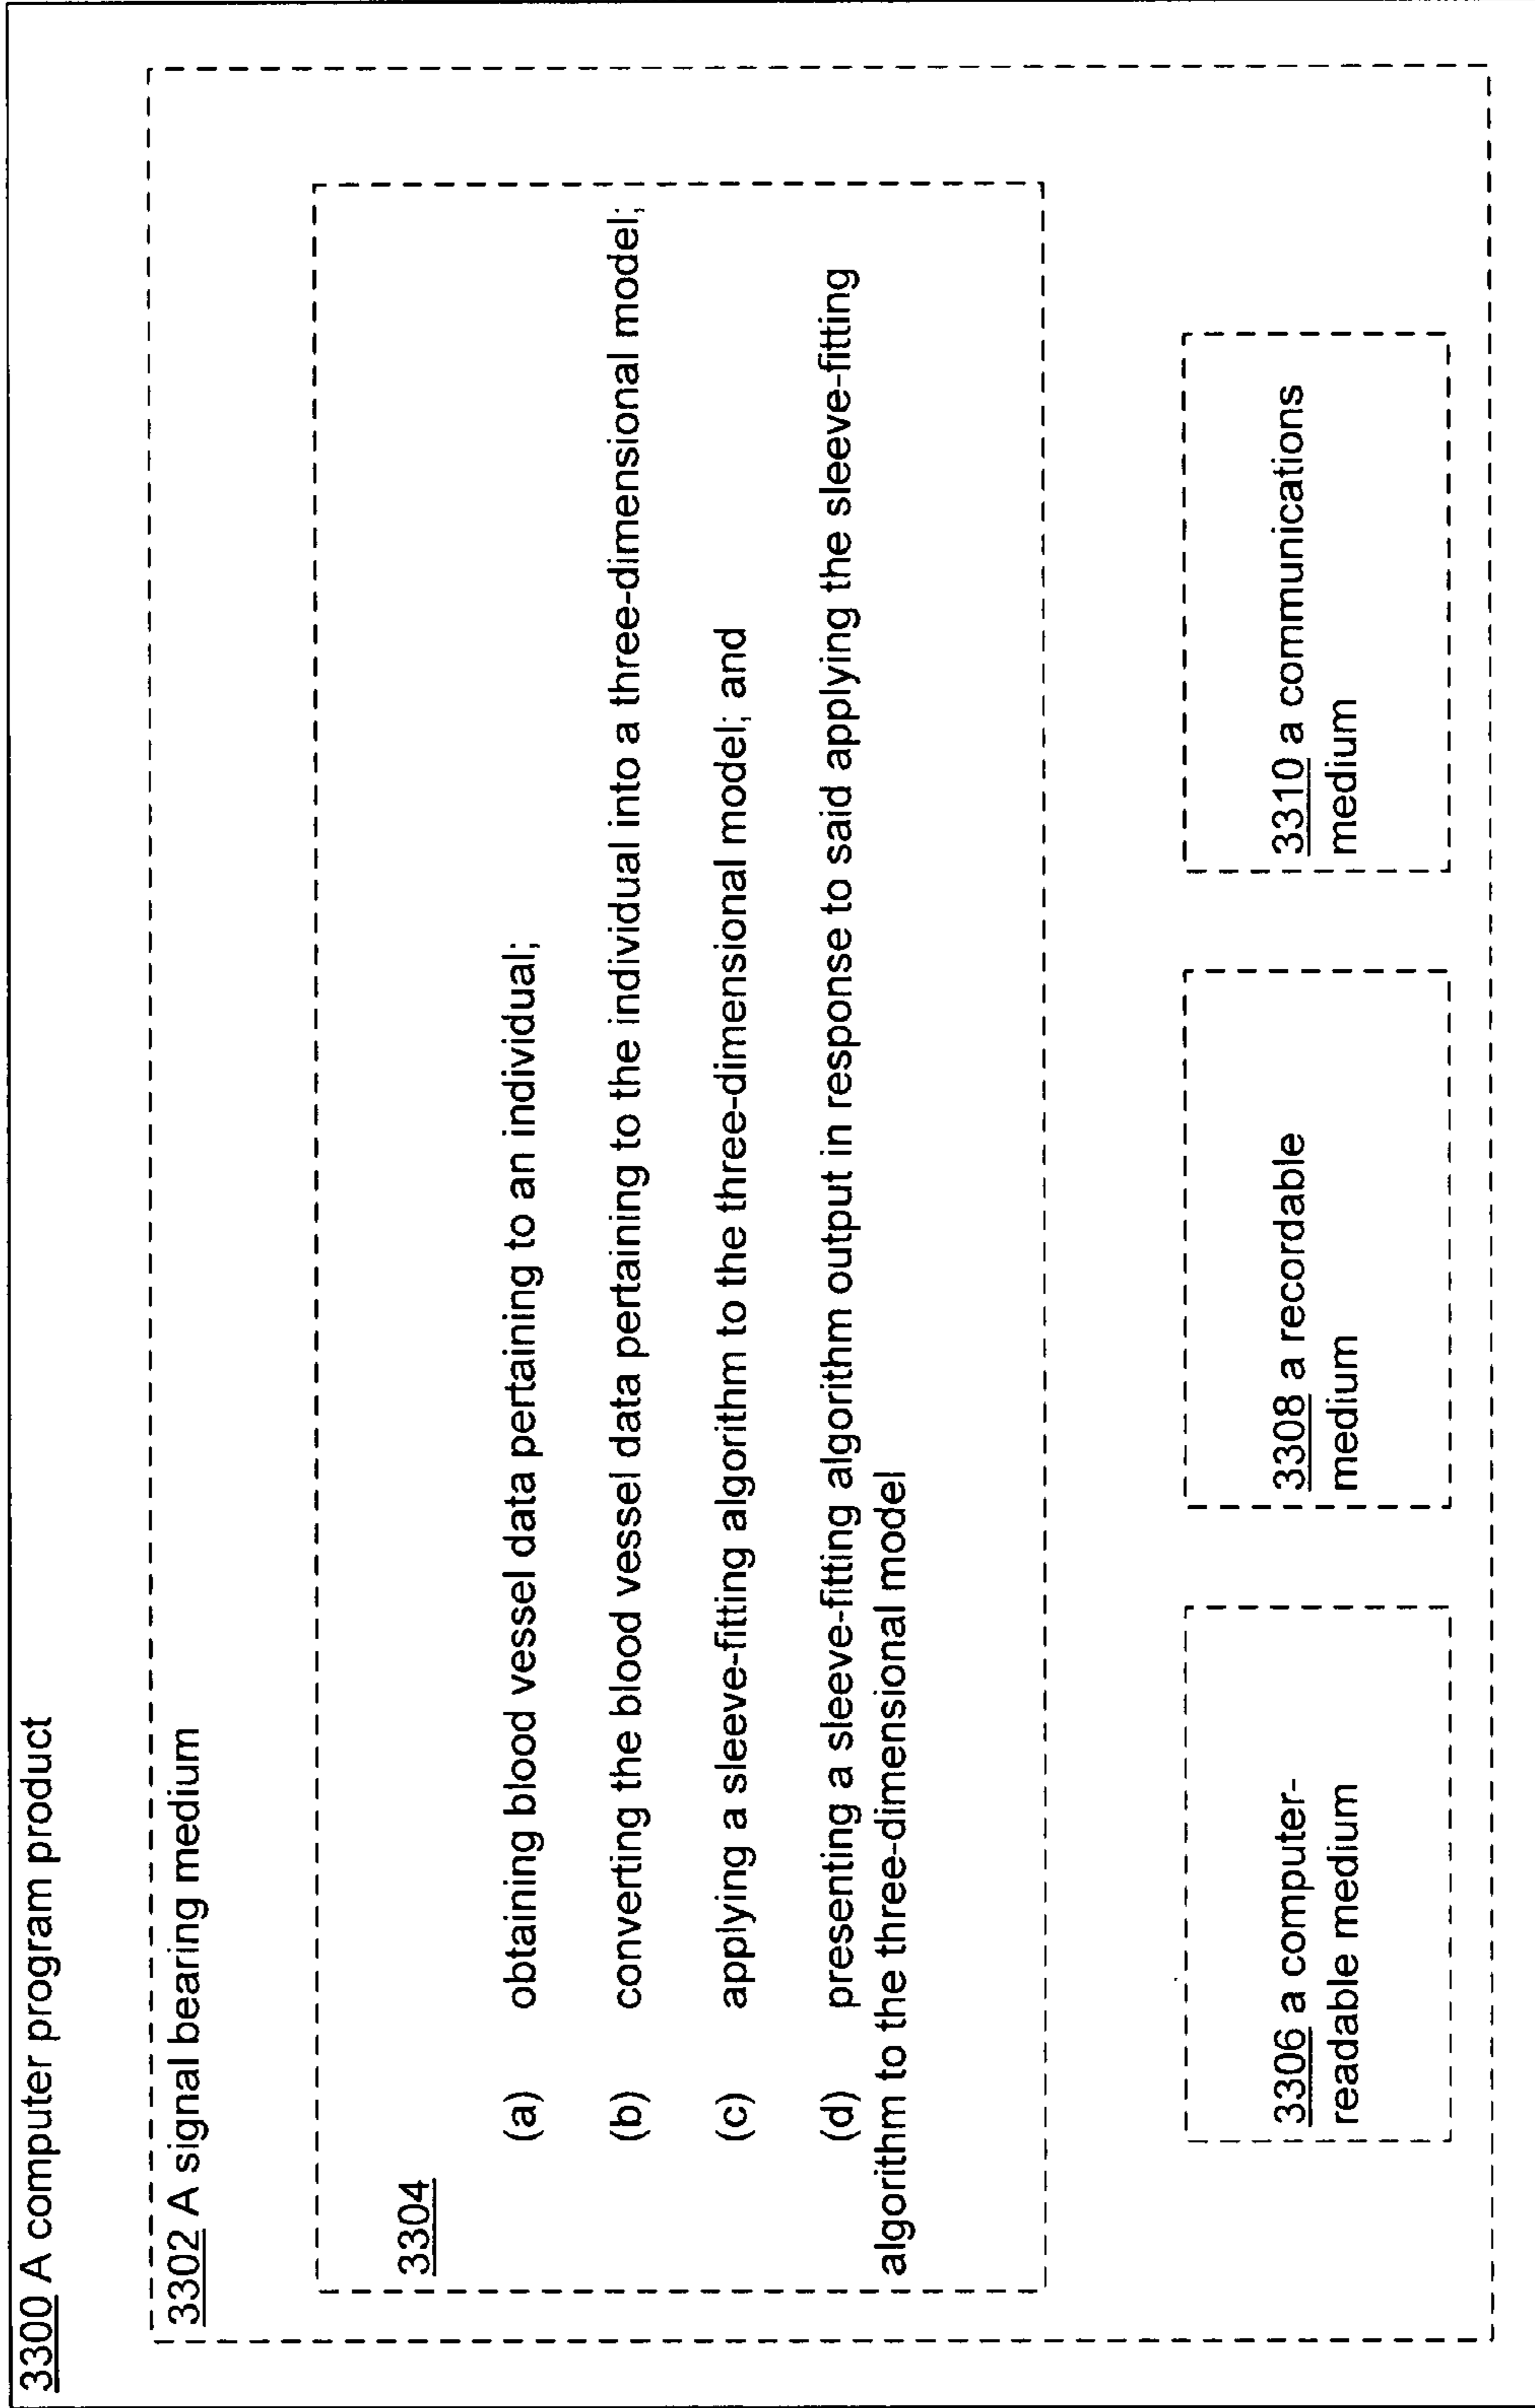 3300 A computer program product
3302 A signal bearing medium
3304
(a) obtaining blood vessel data pertaining to an individual;
(b) converting the blood vessel data pertaining to the individual into a three-dimensional model;
(c) applying a sleeve-fitting algorithm to the three-dimensional model; and
(d) presenting a sleeve-fitting algorithm output in response to said applying the sleeve-fitting
algorithm to the three-dimensional model
3306 a computer-
readable medium
3308 a recordable
medium
3310 a communications
medium